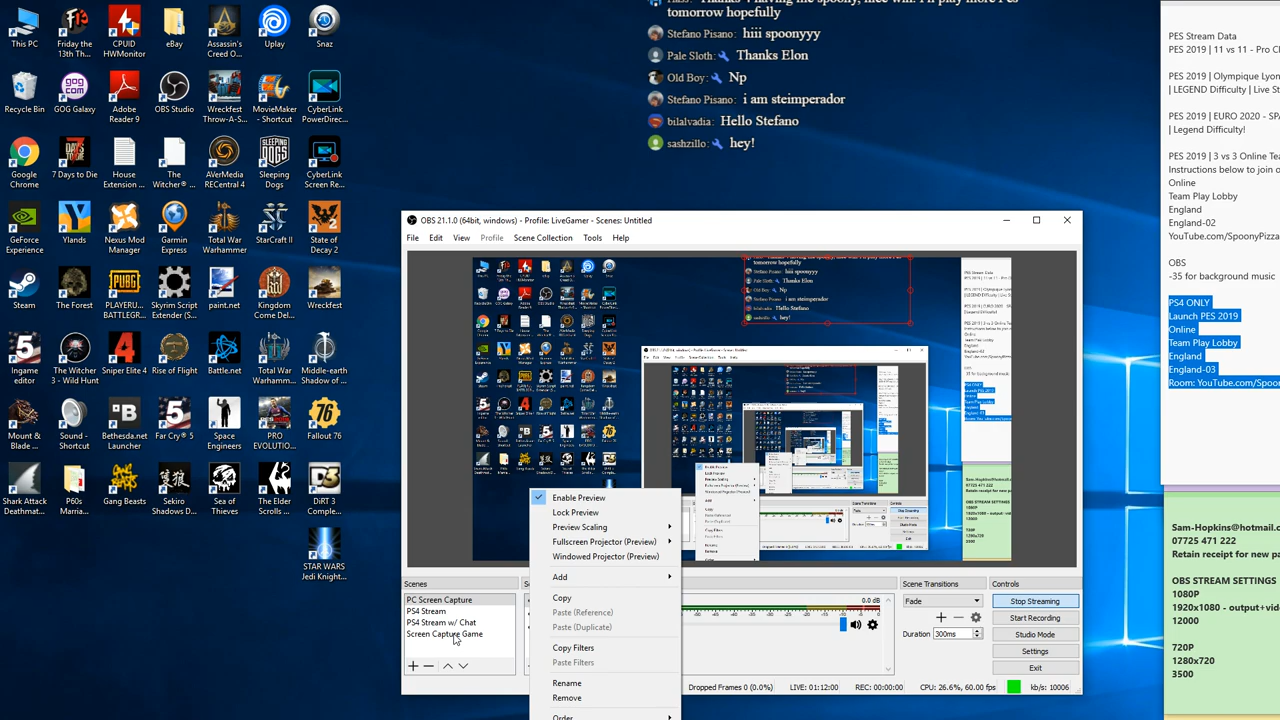 This PC
Friday the 13th Th...
CPUID HWMonitor
eBay
Assassin's Creed O...
Uplay
Snaz
Recycle Bin
GOG Galaxy
Adobe Reader 9
OBS Studio
Wreckfest Throw-A-S...
MovieMaker - Shortcut
CyberLink PowerDirec...
Google Chrome
7 Days to Die
House Extension ...
The Witcher® ...
AVerMedia RECentral 4
Sleeping Dogs
CyberLink Screen Re...
GeForce Experience
Ylands
Nexus Mod Manager
Garmin Express
Total War Warhammer
StarCraft II
State of Decay 2
Steam
The Forest
PLAYERU... BATTLEGR...
Skyrim Script Extender (S...
paint.net
Kingdom Come Deli...
Wreckfest
Ingame editor
The Witcher 3 - Wild Hunt
Sniper Elite 4
Rise of Flight
Battle.net
Total War Warhamm...
Middle-earth Shadow of ...
Mount & Blade ...
Sound - Shortcut
Bethesda.net Launcher
Far Cry® 5
Space Engineers
PRO EVOLUTION...
Fallout 76
Shark Attack Deathmat...
P60s Maria...
Gang Beasts
Sekiro Shadows Di...
Sea of Thieves
The Elder Scrolls ...
DiRT 3 Comple...
STAR WARS Jedi Knight...
tomorrow hopefully
Stefano Pisano: hiii spoonyyy
Pale Sloth: Thanks Elon
Old Boy: Np
Stefano Pisano: i am steimperador
bilalvadia: Hello Stefano
sashzillo: hey!
OBS 21.1.0 (64bit, windows) - Profile: LiveGamer - Scenes: Untitled
File Edit View Profile Scene Collection Tools Help
Enable Preview
Lock Preview
Preview Scaling
Fullscreen Projector (Preview)
Windowed Projector (Preview)
Add
Copy
Paste (Reference)
Paste (Duplicate)
Copy Filters
Paste Filters
Rename
Remove
Order
Scenes
PC Screen Capture
PS4 Stream
PS4 Stream w/ Chat
Screen Capture Game
0.0 dB
Scene Transitions
Fade
Duration 300ms
Controls
Stop Streaming
Start Recording
Studio Mode
Settings
Exit
Dropped Frames 0 (0.0%) LIVE: 01:12:00 REC: 00:00:00 CPU: 26.6%, 60.00 fps kb/s: 10006
PES Stream Data
PES 2019 | 11 vs 11 - Pro Cl
PES 2019 | Olympique Lyon
| LEGEND Difficulty | Live St
PES 2019 | EURO 2020 - SPA
| Legend Difficulty!
PES 2019 | 3 vs 3 Online Tea
Instructions below to join o
Online
Team Play Lobby
England
England-02
YouTube.com/SpoonyPizza
OBS
-35 for background music
PS4 ONLY
Launch PES 2019
Online
Team Play Lobby
England
England-03
Room: YouTube.com/Spoon
Sam-Hopkins@hotmail.c
07725 471 222
Retain receipt for new pa
OBS STREAM SETTINGS
1080P
1920x1080 - output+vide
12000
720P
1280x720
3500